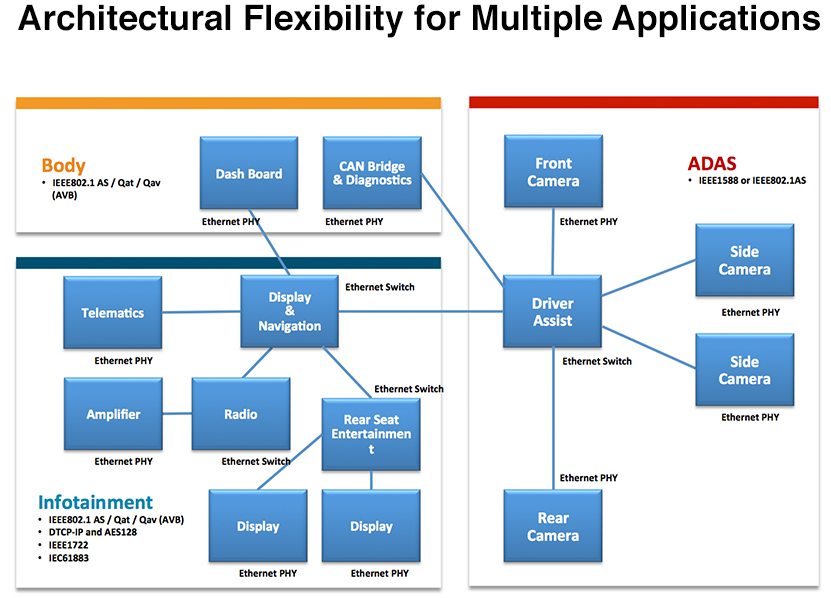 Architectural Flexibility for Multiple Applications
Body
• IEEE802.1 AS / Qat / Qav
(AVB)
Dash Board
Ethernet PHY
CAN Bridge
& Diagnostics
Ethernet PHY
ADAS
• IEEE1588 or IEEE802.1AS
Front
Camera
Ethernet PHY
Side
Camera
Ethernet PHY
Driver
Assist
Ethernet Switch
Side
Camera
Ethernet PHY
Ethernet PHY
Rear
Camera
Telematics
Ethernet PHY
Display
&
Navigation
Ethernet Switch
Amplifier
Ethernet PHY
Radio
Ethernet Switch
Ethernet Switch
Rear Seat
Entertainmen
t
Infotainment
• IEEE802.1 AS / Qat / Qav (AVB)
• DTCP-IP and AES128
• IEEE1722
• IEC61883
Display
Ethernet PHY
Display
Ethernet PHY